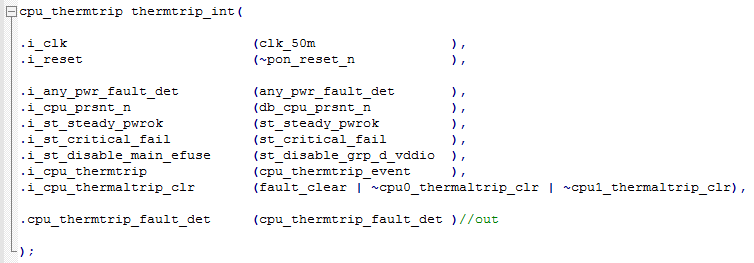 cpu_thermtrip thermtrip_int(
.i_clk (clk_50m ),
.i_reset (~pon_reset_n ),
.i_any_pwr_fault_det (any_pwr_fault_det ),
.i_cpu_prsnt_n (db_cpu_prsnt_n ),
.i_st_steady_pwrok (st_steady_pwrok ),
.i_st_critical_fail (st_critical_fail ),
.i_st_disable_main_efuse (st_disable_grp_d_vddio ),
.i_cpu_thermtrip (cpu_thermtrip_event ),
.i_cpu_thermaltrip_clr (fault_clear | ~cpu0_thermaltrip_clr | ~cpu1_thermaltrip_clr),
.cpu_thermtrip_fault_det (cpu_thermtrip_fault_det )//out
);